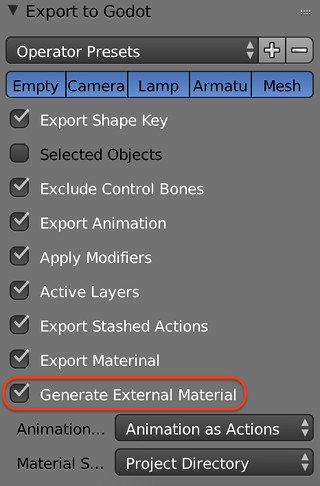 Export to Godot
Operator Presets
Empty Camera Lamp Armatu Mesh
Export Shape Key
Selected Objects
Exclude Control Bones
Export Animation
Apply Modifiers
Active Layers
Export Stashed Actions
Export Materinal
Generate External Material
Animation... Animation as Actions
Material S... Project Directory